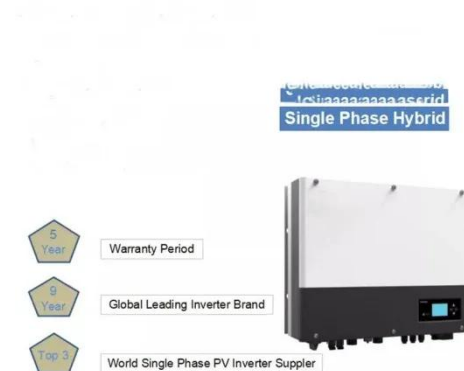 Single Phase Hybrid
5
Year
Warranty Period
9
Year
Global Leading Inverter Brand
Top 3
World Single Phase PV Inverter Suppler